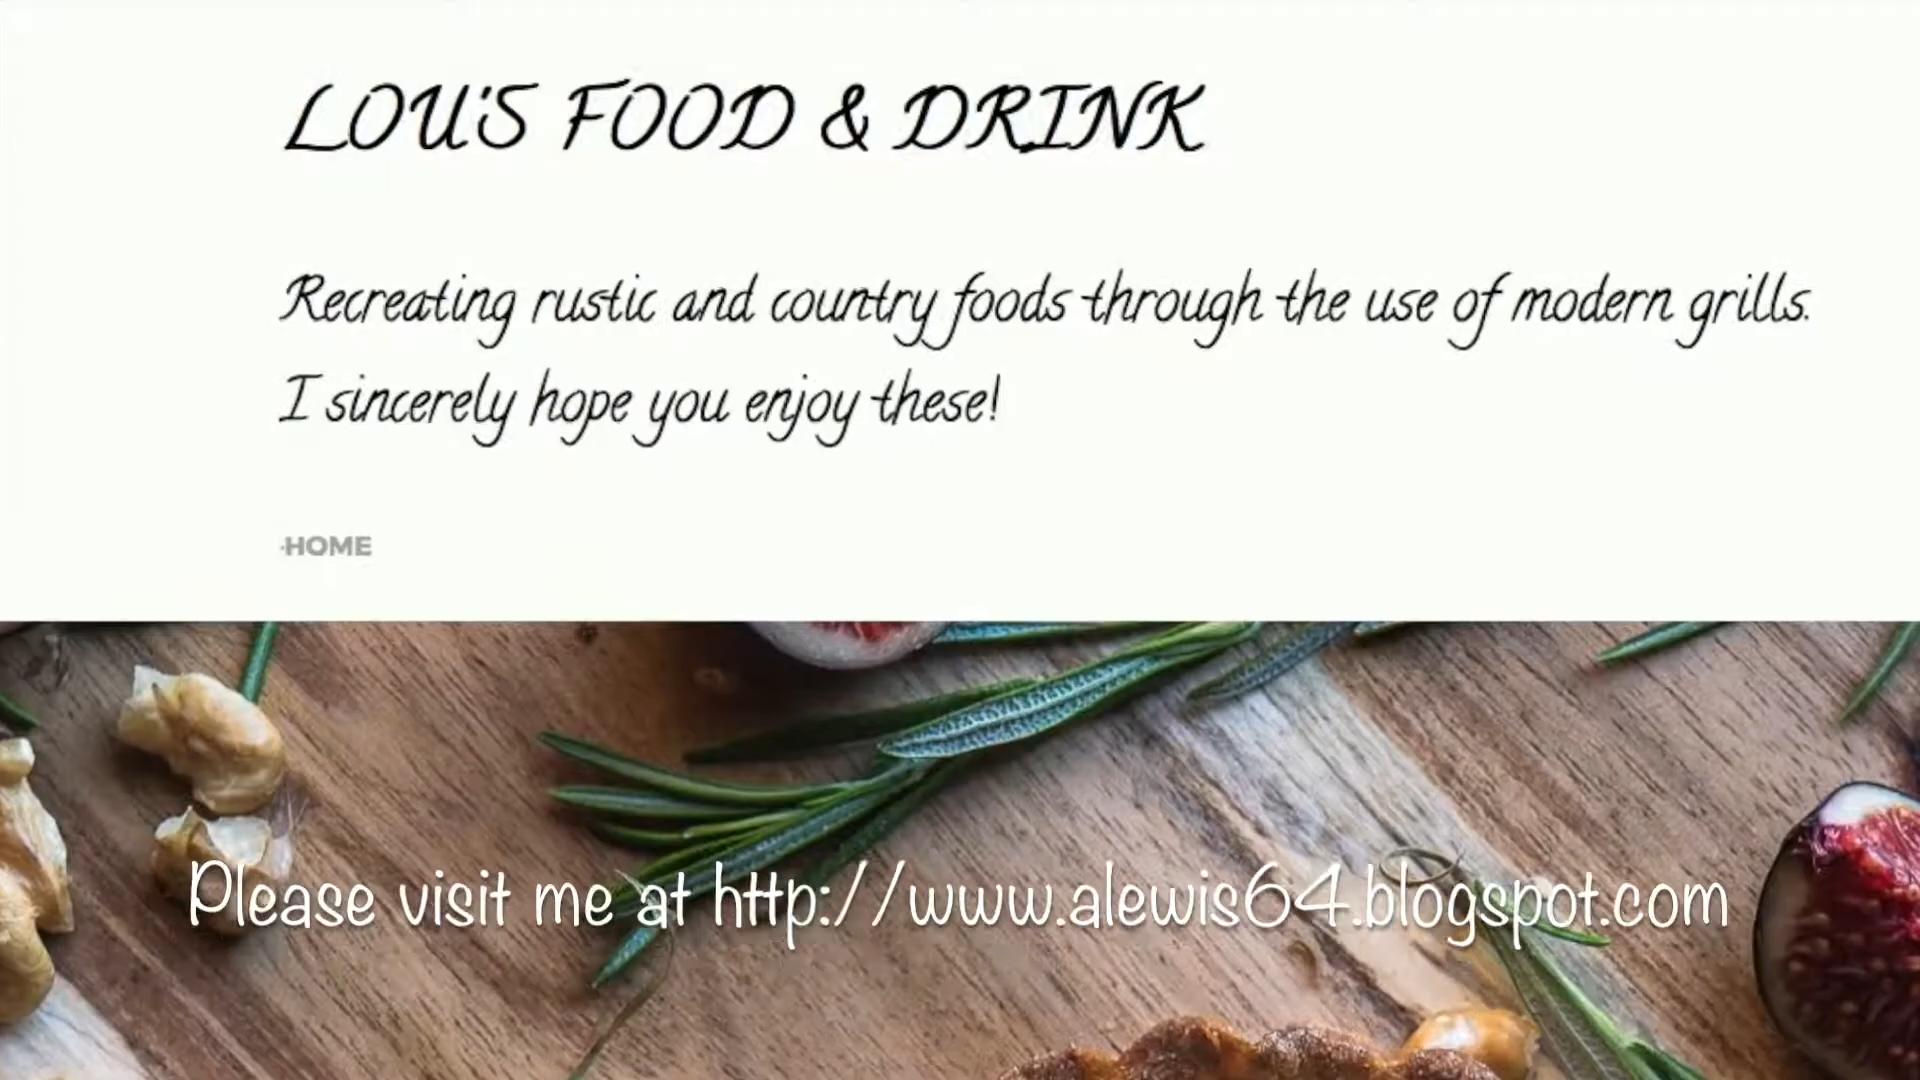 LOU'S FOOD & DRINK
Recreating rustic and country foods through the use of modern grills.
I sincerely hope you enjoy these!
HOME
Please visit me at http://www.alewis64.blogspot.com